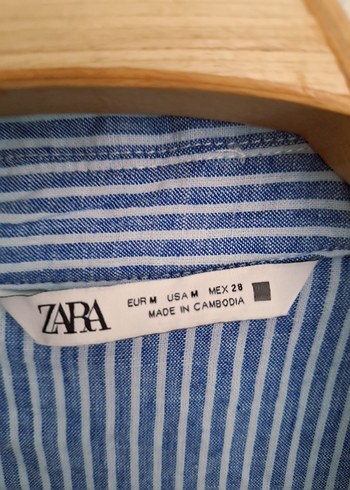 ZARA
EUR M USA M MEX 28
MADE IN CAMBODIA